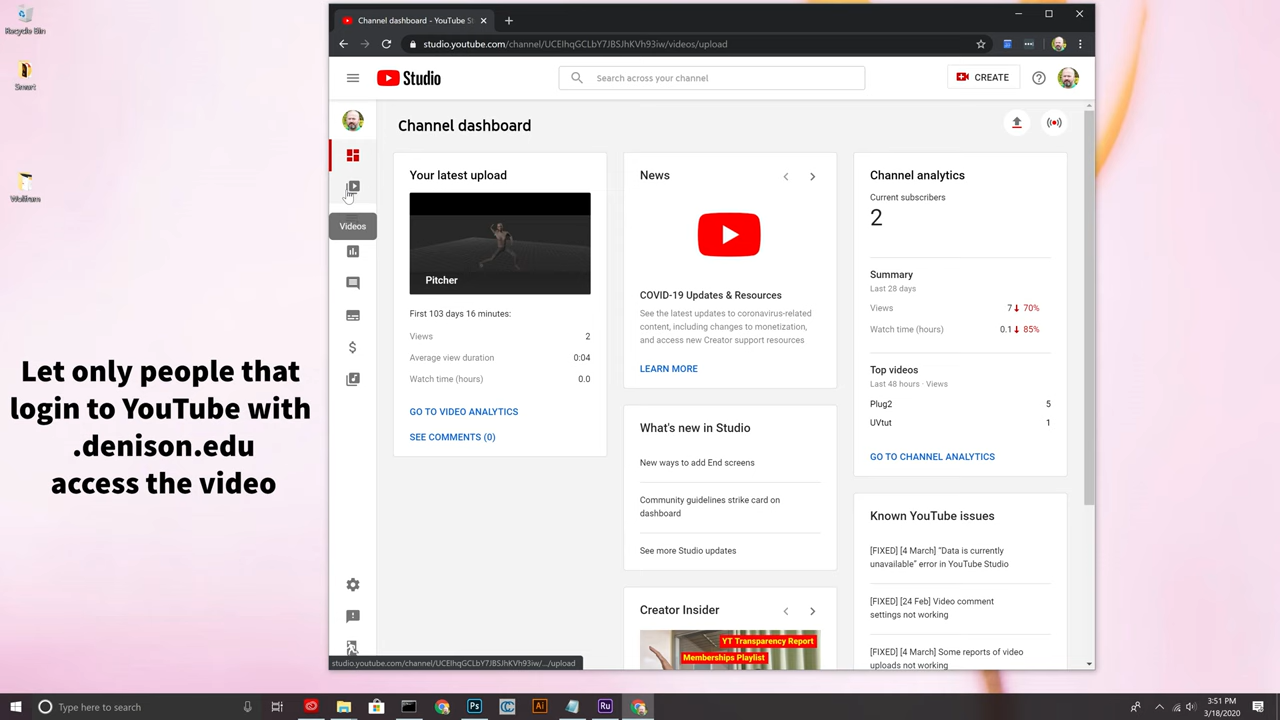 Recycle Bin
Smart
Wolfram
Let only people that
login to YouTube with
.denison.edu
access the video
Channel dashboard - YouTube St
studio.youtube.com/channel/UCEIhqGCLbY7JBSJhKVh93iw/videos/upload
Studio
Search across your channel
CREATE
Channel dashboard
Videos
Your latest upload
Pitcher
First 103 days 16 minutes:
Views 2
Average view duration 0:04
Watch time (hours) 0.0
GO TO VIDEO ANALYTICS
SEE COMMENTS (0)
News
COVID-19 Updates & Resources
See the latest updates to coronavirus-related
content, including changes to monetization,
and access new Creator support resources
LEARN MORE
What's new in Studio
New ways to add End screens
Community guidelines strike card on
dashboard
See more Studio updates
Creator Insider
YT Transparency Report
Memberships Playlist
Channel analytics
Current subscribers
2
Summary
Last 28 days
Views 7 70%
Watch time (hours) 0.1 85%
Top videos
Last 48 hours · Views
Plug2 5
UVtut 1
GO TO CHANNEL ANALYTICS
Known YouTube issues
[FIXED] [4 March] “Data is currently
unavailable” error in YouTube Studio
[FIXED] [24 Feb] Video comment
settings not working
[FIXED] [4 March] Some reports of video
uploads not working
studio.youtube.com/channel/UCEIhqGCLbY7JBSJhKVh93iw/.../upload
Type here to search
Ps
Ai
Ru
3:51 PM
3/18/2020